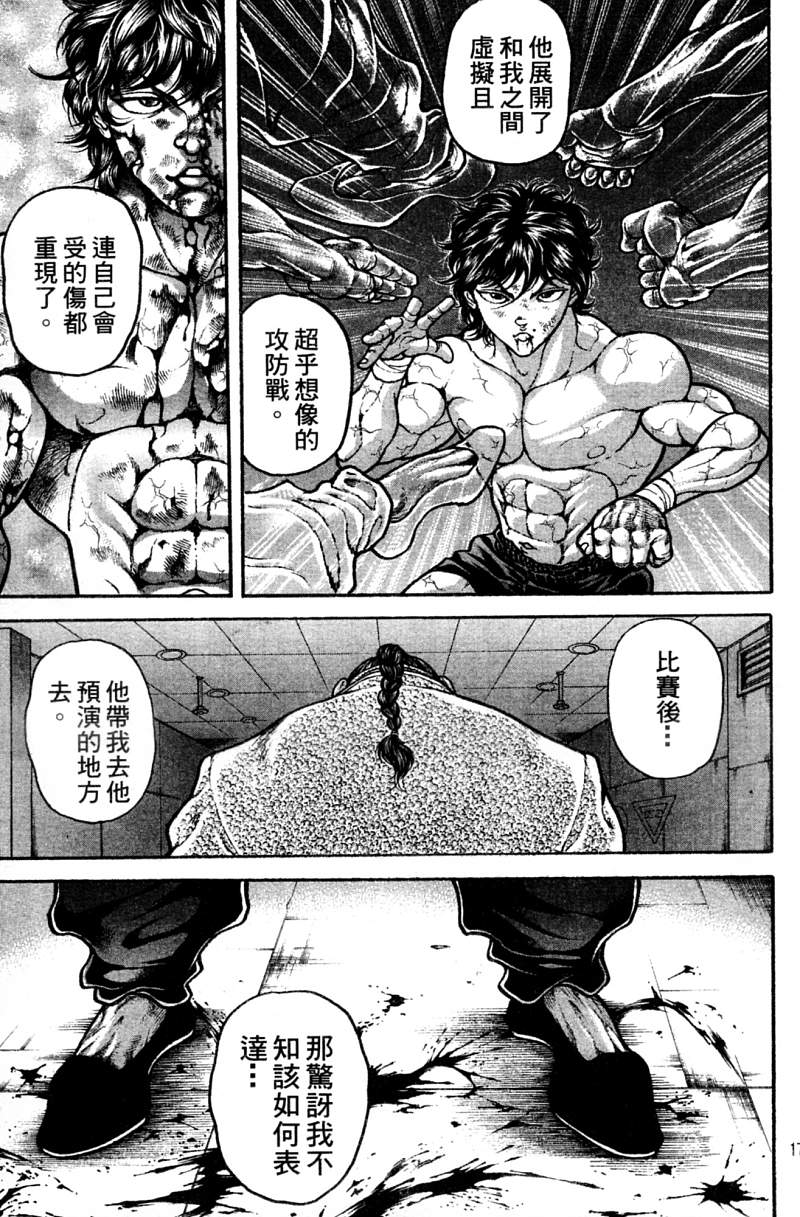 他展開了
和我之間
虛擬且
超乎想像的
攻防戰。
連自己會
受的傷都
重現了。
比賽後…
他帶我去他
預演的地方
去。
那驚訝我不
知該如何表
達…
17